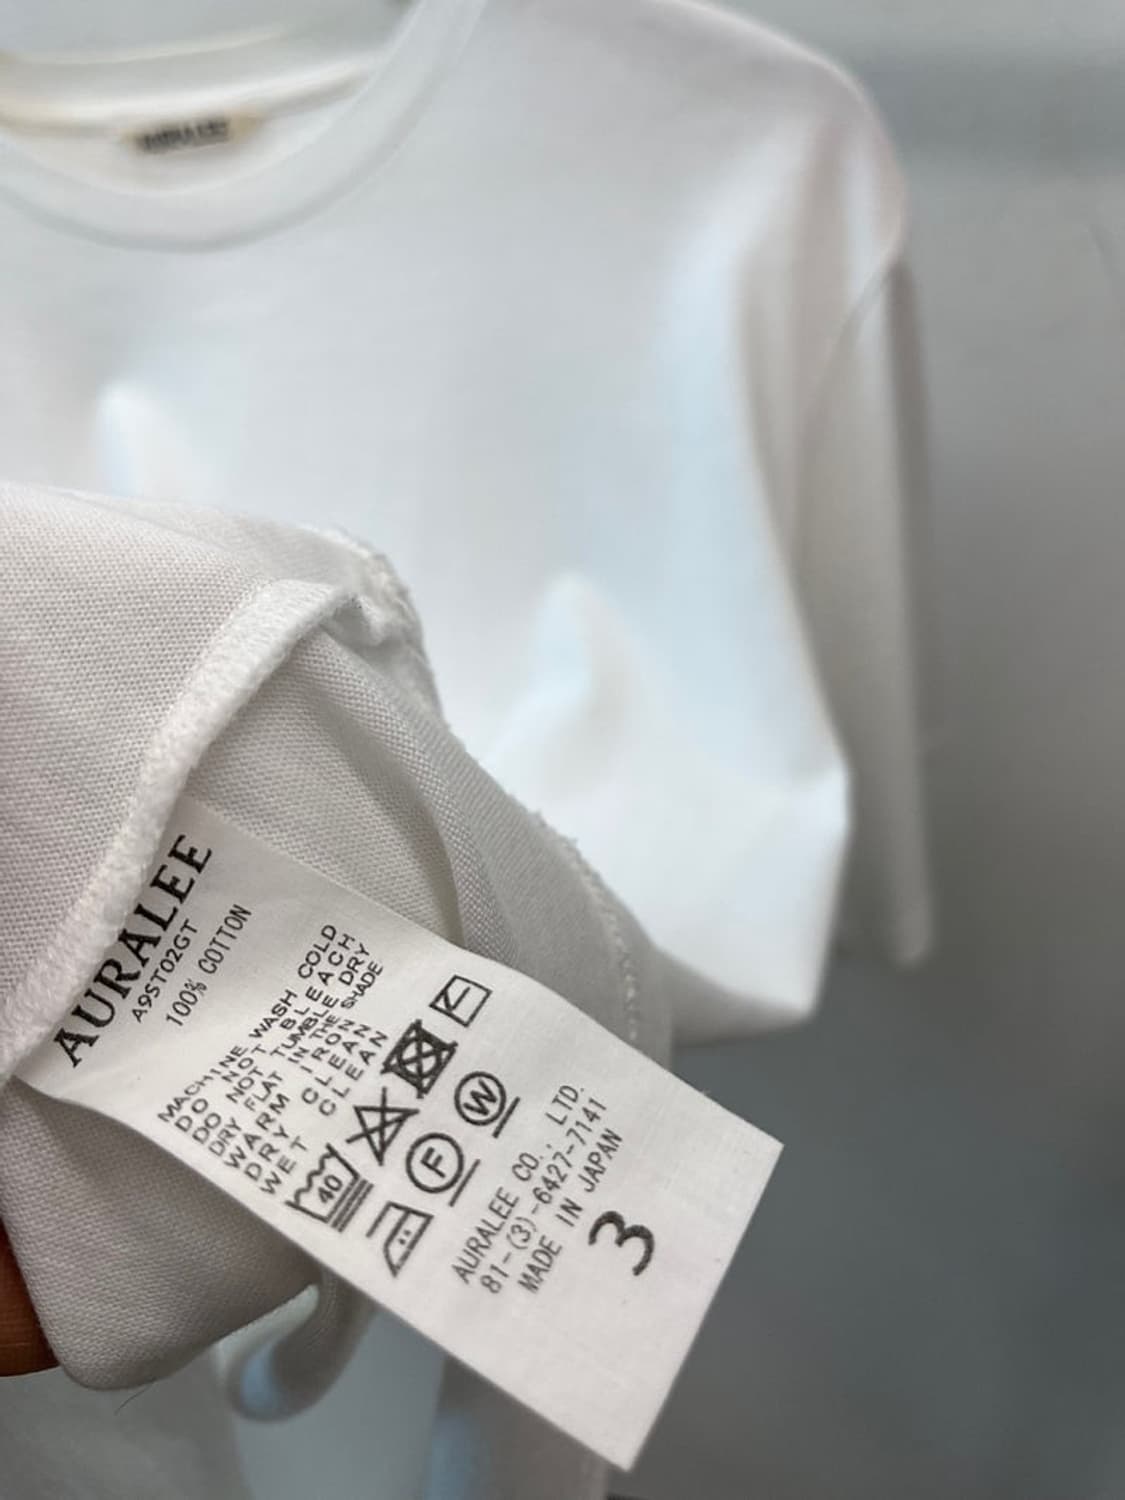 AURALEE
A9ST02GT
100% COTTON
MACHINE WASH COLD
DO NOT BLEACH
DO NOT TUMBLE DRY
DRY FLAT IN THE SHADE
WARM IRON
DRY CLEAN
WET CLEAN
40
F
W
AURALEE CO., LTD.
81-(3)-6427-7141
MADE IN JAPAN
3